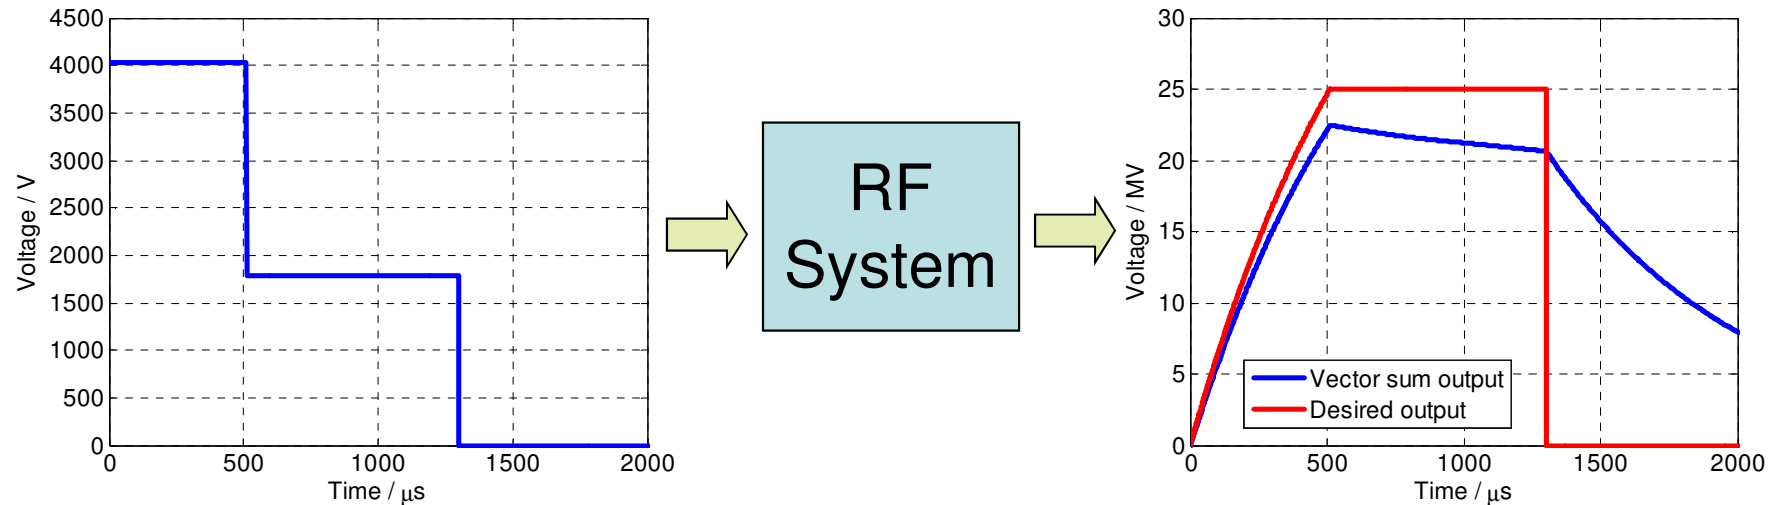 4500
4000
3500
3000
2500
2000
1500
1000
500
0
Voltage / V
0 500 1000 1500 2000
Time / μs
RF
System
30
25
20
15
10
5
0
Voltage / MV
Vector sum output
Desired output
0 500 1000 1500 2000
Time / μs